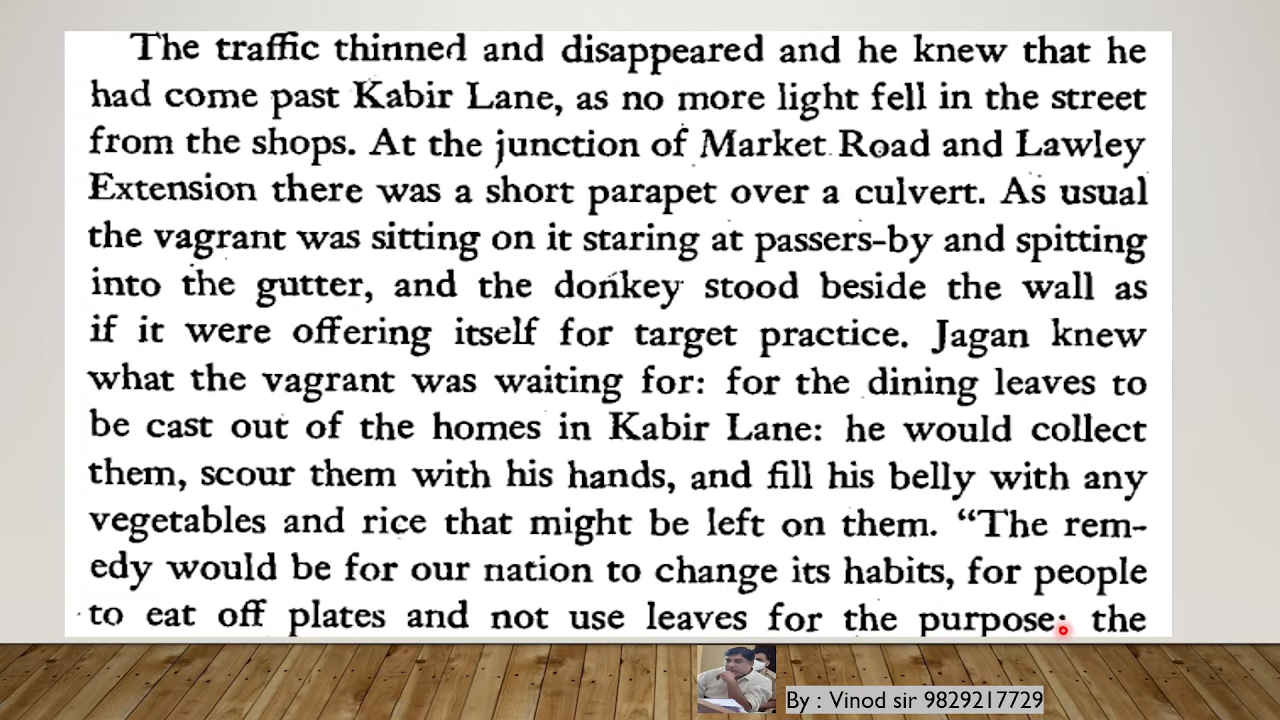 The traffic thinned and disappeared and he knew that he
had come past Kabir Lane, as no more light fell in the street
from the shops. At the junction of Market Road and Lawley
Extension there was a short parapet over a culvert. As usual
the vagrant was sitting on it staring at passers-by and spitting
into the gutter, and the donkey stood beside the wall as
if it were offering itself for target practice. Jagan knew
what the vagrant was waiting for: for the dining leaves to
be cast out of the homes in Kabir Lane: he would collect
them, scour them with his hands, and fill his belly with any
vegetables and rice that might be left on them. “The rem-
edy would be for our nation to change its habits, for people
to eat off plates and not use leaves for the purpose; the
By : Vinod sir 9829217729